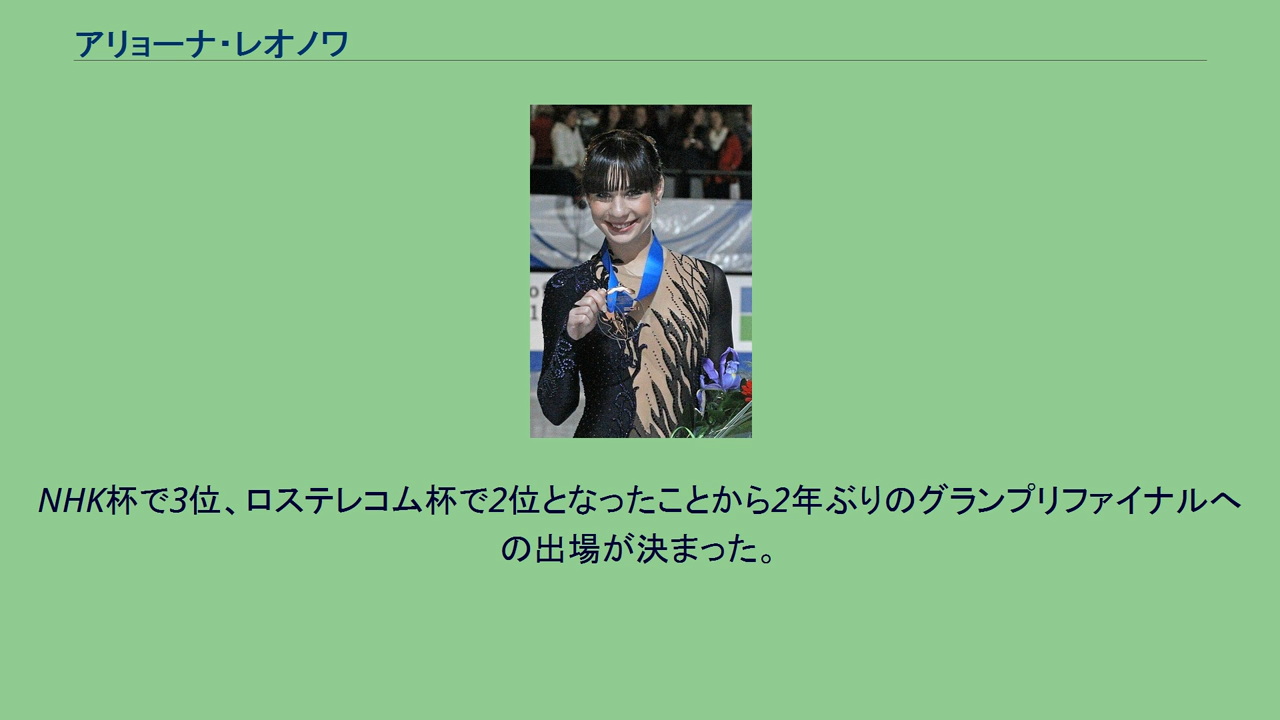 アリョーナ・レオノワ
NHK杯で3位、ロステレコム杯で2位となったことから2年ぶりのグランプリファイナルへ
の出場が決まった。